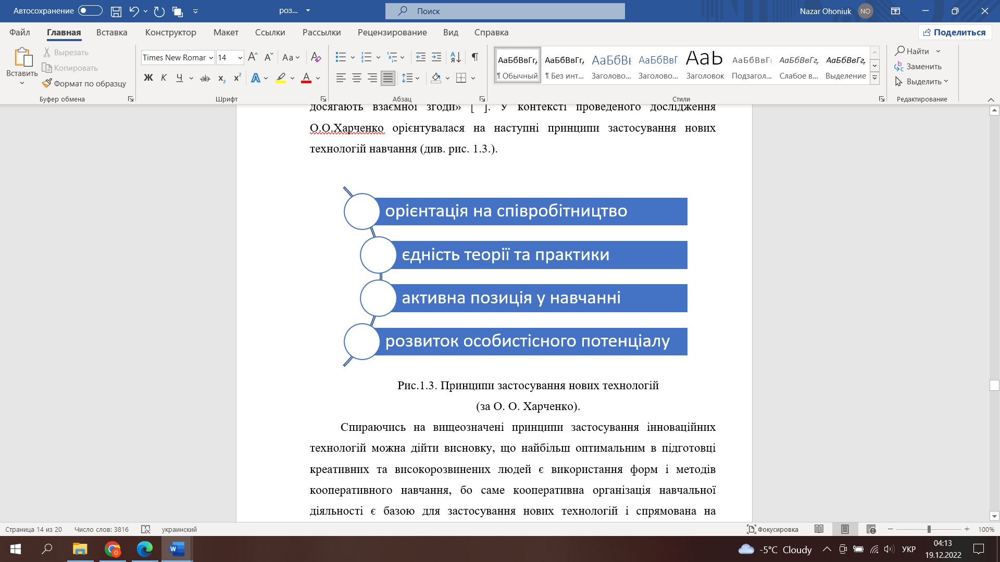 Автосохранение
роз...
Поиск
Nazar Ohoniuk
NO
Файл Главная Вставка Конструктор Макет Ссылки Рассылки Рецензирование Вид Справка
Поделиться
Вставить
Вырезать
Копировать
Формат по образцу
Буфер обмена
Times New Romar 14
Шрифт
Абзац
АаБбВвГг, ¶ Обычный
АаБбВвГг, ¶ Без инт...
АаБбВв Заголово...
АаБбВвГ Заголово...
АаЬ Заголовок
АаБбВвГ Подзагол...
АаБбВвГг, Слабое в...
АаБбВвГг, Выделение
Стили
Найти
Заменить
Выделить
Редактирование
досягають взаємної згоди» [ ]. У контексті проведеного дослідження
О.О.Харченко орієнтувалася на наступні принципи застосування нових
технологій навчання (див. рис. 1.3.).
орієнтація на співробітництво
єдність теорії та практики
активна позиція у навчанні
розвиток особистісного потенціалу
Рис.1.3. Принципи застосування нових технологій
(за О. О. Харченко).
Спираючись на вищеозначені принципи застосування інноваційних
технологій можна дійти висновку, що найбільш оптимальним в підготовці
креативних та високорозвинених людей є використання форм і методів
кооперативного навчання, бо саме кооперативна організація навчальної
діяльності є базою для застосування нових технологій і спрямована на
Страница 14 из 20 Число слов: 3816 украинский
Фокусировка
100%
-5°C Cloudy
УКР
04:13
19.12.2022